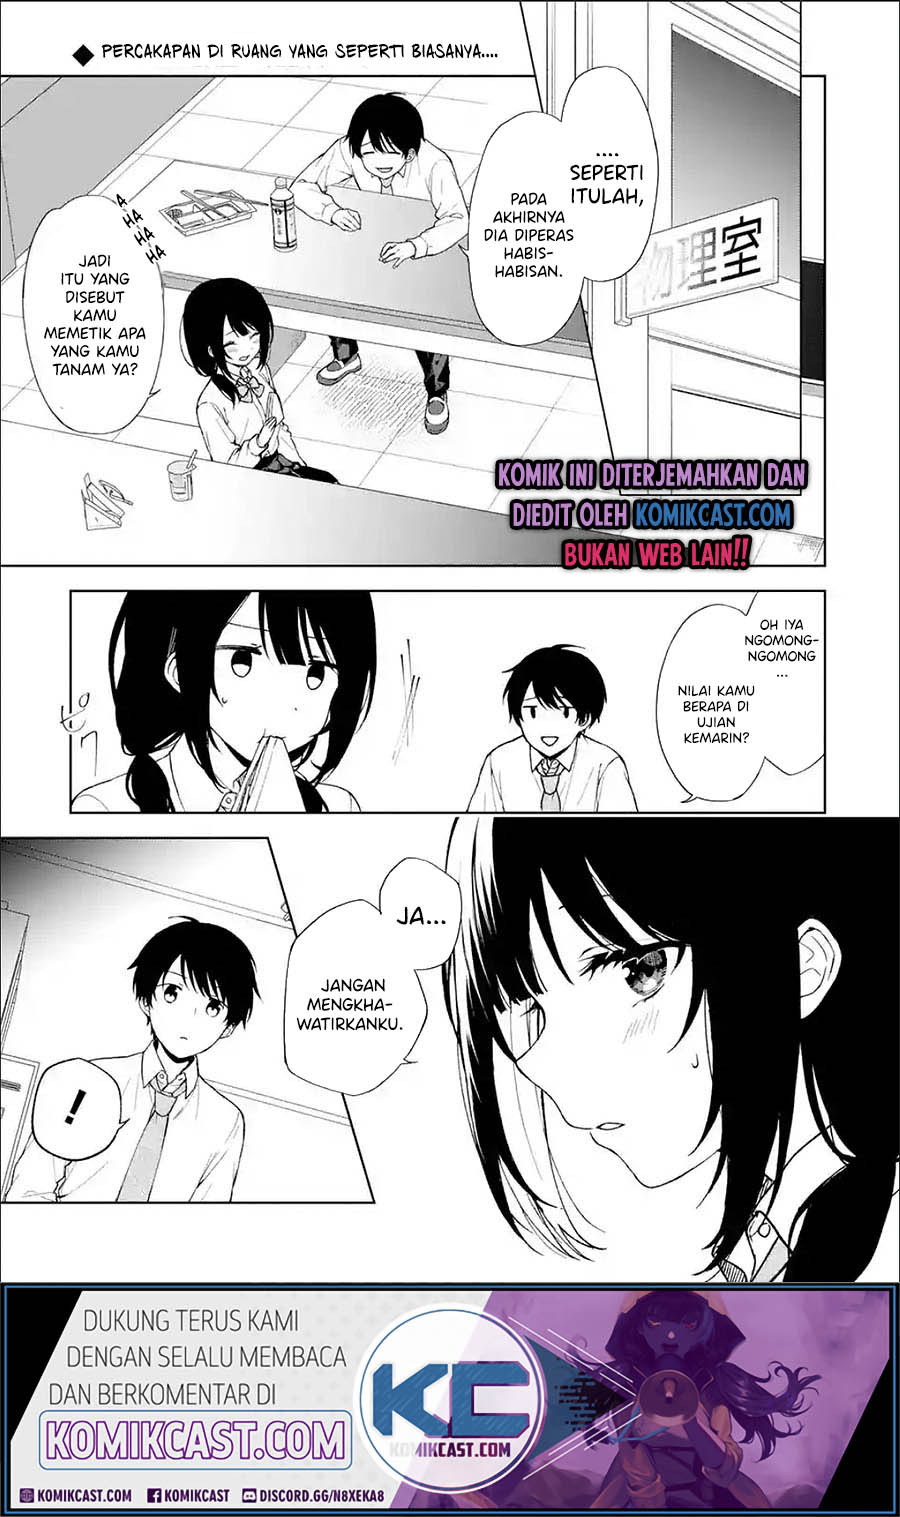 ◆ PERCAKAPAN DI RUANG YANG SEPERTI BIASANYA....
....
SEPERTI
ITULAH,
PADA
AKHIRNYA
DIA DIPERAS
HABIS-
HABISAN.
物理室
A
HA
HA
HA
JADI
ITU YANG
DISEBUT
KAMU
MEMETIK APA
YANG KAMU
TANAM YA?
KOMIK INI DITERJEMAHKAN DAN
DIEDIT OLEH KOMIKCAST.COM
BUKAN WEB LAIN!!
OH IYA
NGOMONG-
NGOMONG
...
NILAI KAMU
BERAPA DI
UJIAN
KEMARIN?
JA...
JANGAN
MENGKHA-
WATIRKANKU.
!
DUKUNG TERUS KAMI
DENGAN SELALU MEMBACA
DAN BERKOMENTAR DI
KOMIKCAST.COM
KC
KOMIKCAST.COM
KOMIKCAST.COM
KOMIKCAST
DISCORD.GG/N8XEKA8